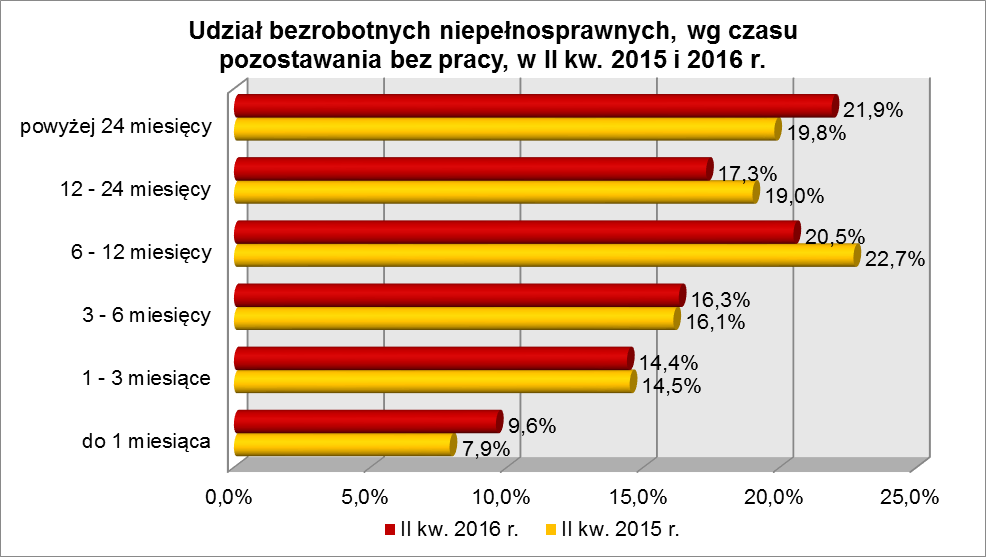 Udział bezrobotnych niepełnosprawnych, wg czasu
pozostawania bez pracy, w II kw. 2015 i 2016 r.
powyżej 24 miesięcy
21,9%
19,8%
12 - 24 miesięcy
17,3%
19,0%
6 - 12 miesięcy
20,5%
22,7%
3 - 6 miesięcy
16,3%
16,1%
1 - 3 miesiące
14,4%
14,5%
do 1 miesiąca
9,6%
7,9%
0,0% 5,0% 10,0% 15,0% 20,0% 25,0%
II kw. 2016 r. II kw. 2015 r.